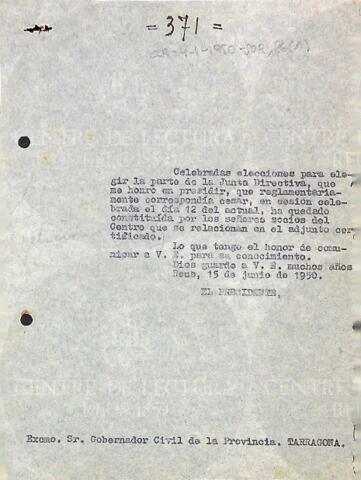 = 371 =
Celebradas elecciones para ele-
gir la parte de la Junta Directiva, que
me honro en presidir, que reglamentaria-
mente correspondía cesar, en sesión cele-
brada el día 12 del actual, ha quedado
constituída por los señores socios del
Centro que se relacionan en el adjunto cer
tificado.
Lo que tengo el honor de comu-
nicar a V. E. para su conocimiento.
Dios guarde a V. E. muchos años
Reus, 15 de junio de 1950.
EL PRESIDENTE,
Excmo. Sr. Gobernador Civil de la Provincia. TARRAGONA.